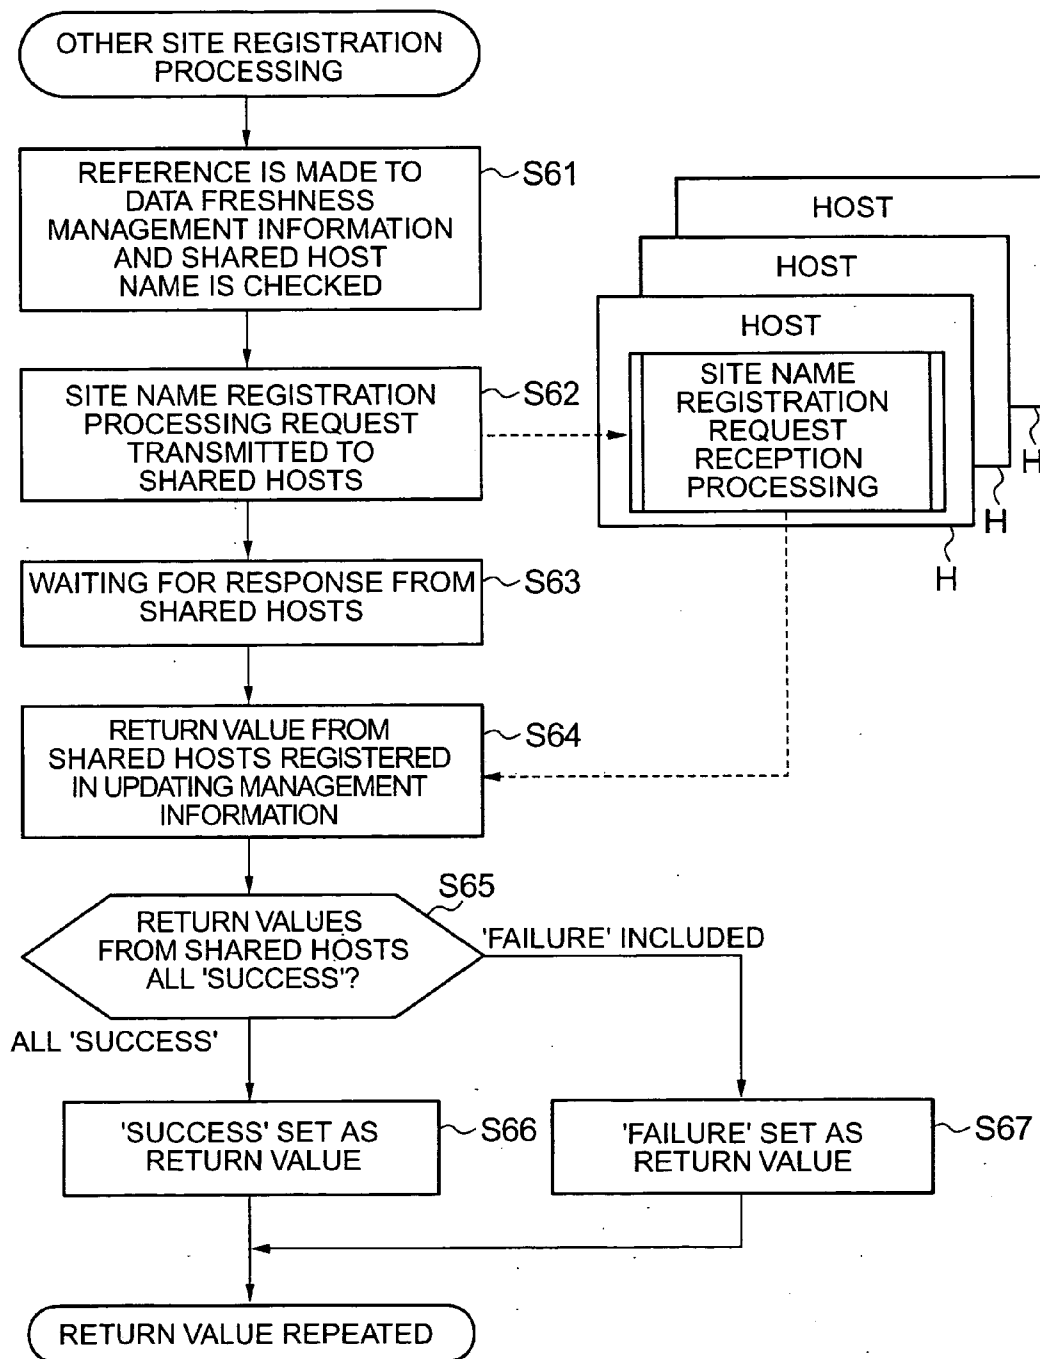 OTHER SITE REGISTRATION
PROCESSING
REFERENCE IS MADE TO
DATA FRESHNESS
MANAGEMENT INFORMATION
AND SHARED HOST
NAME IS CHECKED
S61
HOST
HOST
HOST
SITE NAME
REGISTRATION
REQUEST
RECEPTION
PROCESSING
H
H
H
SITE NAME REGISTRATION
PROCESSING REQUEST
TRANSMITTED TO
SHARED HOSTS
S62
WAITING FOR RESPONSE FROM
SHARED HOSTS
S63
RETURN VALUE FROM
SHARED HOSTS REGISTERED
IN UPDATING MANAGEMENT
INFORMATION
S64
S65
RETURN VALUES
FROM SHARED HOSTS
ALL 'SUCCESS'?
'FAILURE' INCLUDED
ALL 'SUCCESS'
'SUCCESS' SET AS
RETURN VALUE
S66
'FAILURE' SET AS
RETURN VALUE
S67
RETURN VALUE REPEATED